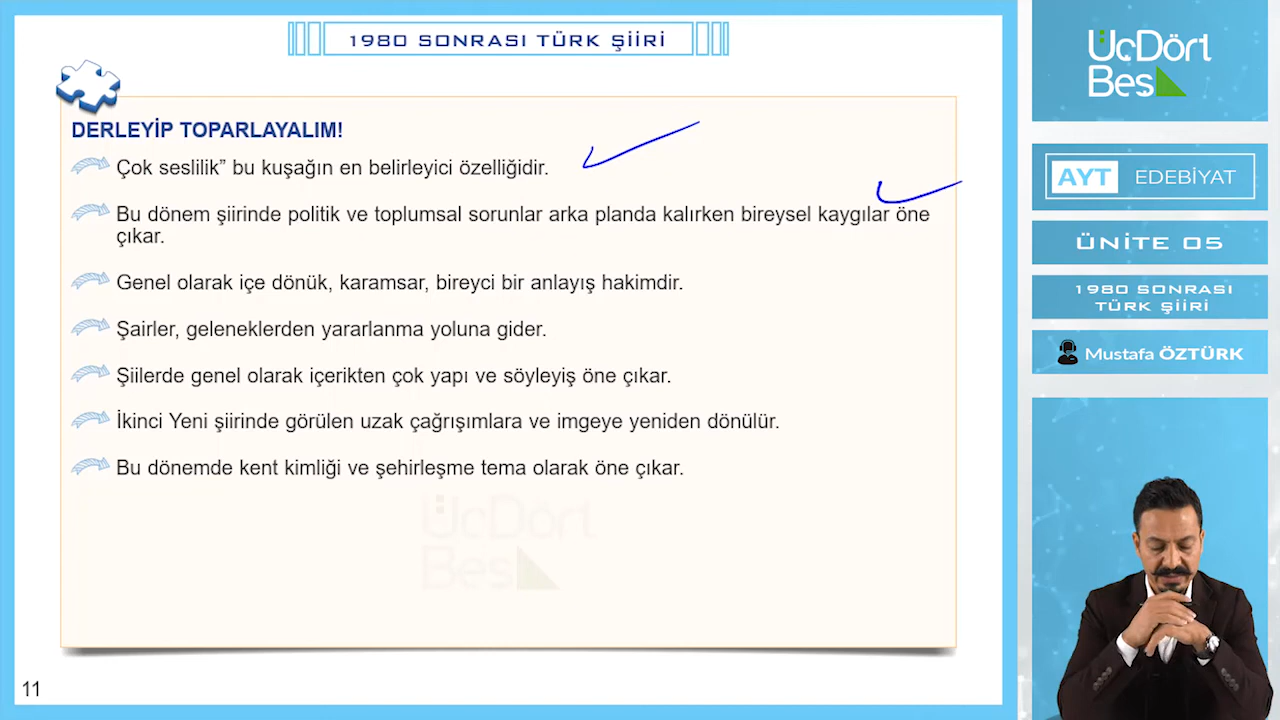 1980 SONRASI TÜRK ŞİİRİ
DERLEYİP TOPARLAYALIM!
Çok seslilik” bu kuşağın en belirleyici özelliğidir.
Bu dönem şiirinde politik ve toplumsal sorunlar arka planda kalırken bireysel kaygılar öne
çıkar.
Genel olarak içe dönük, karamsar, bireyci bir anlayış hakimdir.
Şairler, geleneklerden yararlanma yoluna gider.
Şiilerde genel olarak içerikten çok yapı ve söyleyiş öne çıkar.
İkinci Yeni şiirinde görülen uzak çağrışımlara ve imgeye yeniden dönülür.
Bu dönemde kent kimliği ve şehirleşme tema olarak öne çıkar.
ÜçDört
Beş
11
ÜçDört
Beş
AYT EDEBİYAT
ÜNİTE 05
1980 SONRASI
TÜRK ŞİİRİ
Mustafa ÖZTÜRK